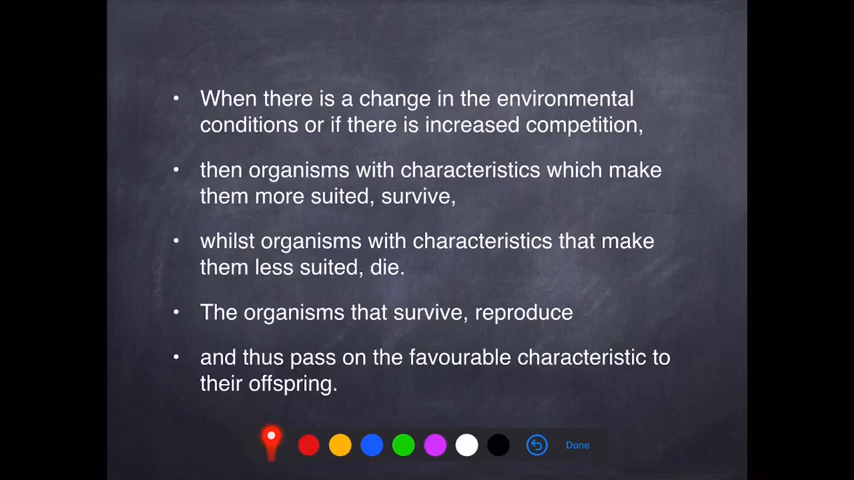 • When there is a change in the environmental
conditions or if there is increased competition,
• then organisms with characteristics which make
them more suited, survive,
• whilst organisms with characteristics that make
them less suited, die.
• The organisms that survive, reproduce
• and thus pass on the favourable characteristic to
their offspring.
Done